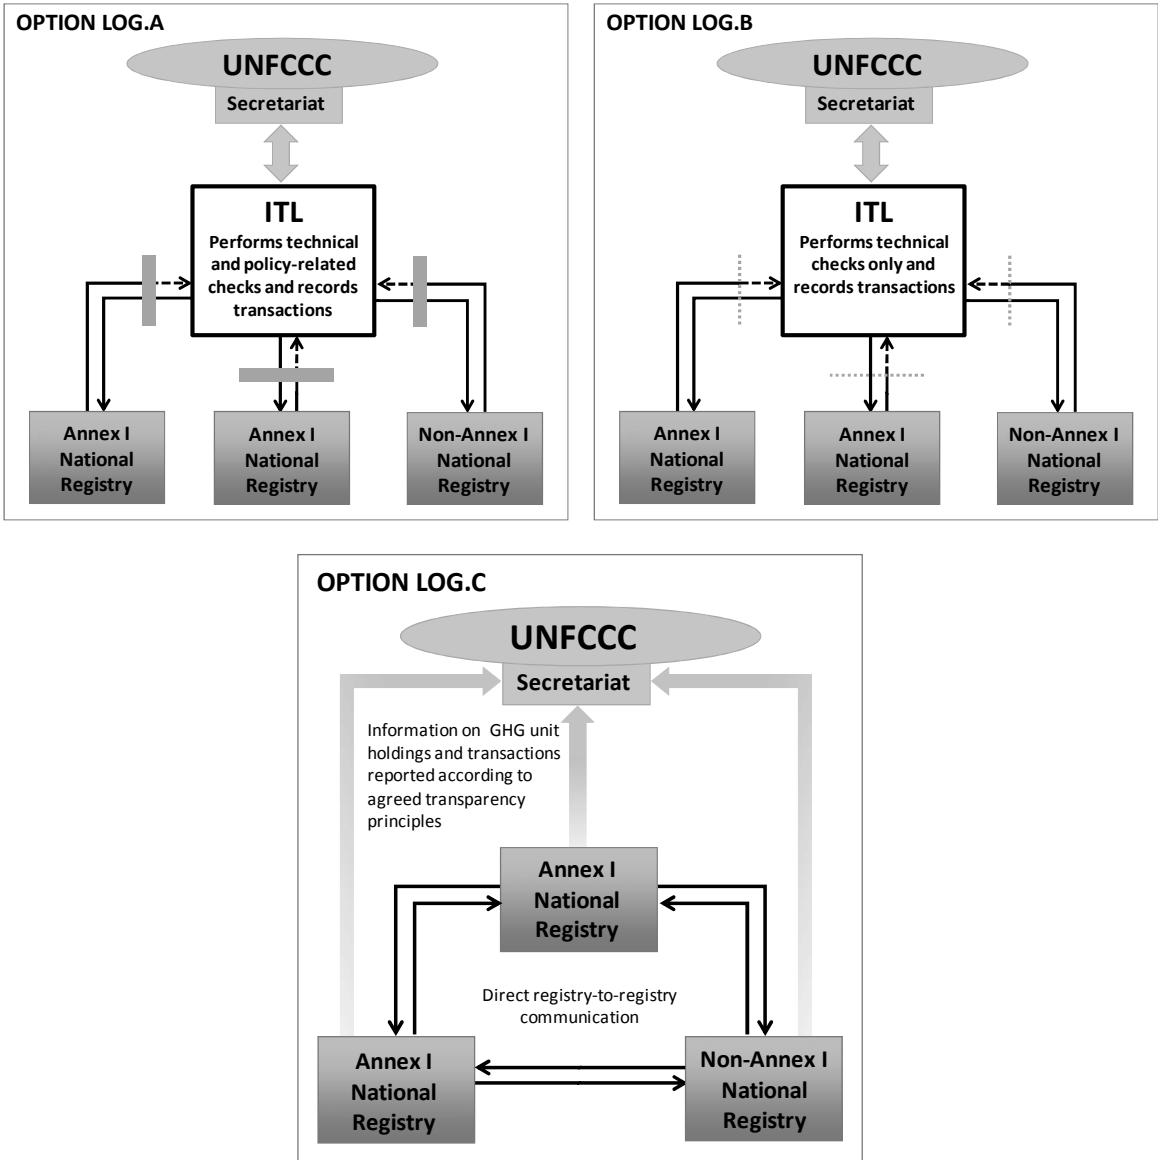 OPTION LOG.A
UNFCCC
Secretariat
ITL
Performs technical
and policy-related
checks and records
transactions
Annex I
National
Registry
Annex I
National
Registry
Non-Annex I
National
Registry
OPTION LOG.B
UNFCCC
Secretariat
ITL
Performs technical
checks only and
records transactions
Annex I
National
Registry
Annex I
National
Registry
Non-Annex I
National
Registry
OPTION LOG.C
UNFCCC
Secretariat
Information on GHG unit
holdings and transactions
reported according to
agreed transparency
principles
Annex I
National
Registry
Direct registry-to-registry
communication
Annex I
National
Registry
Non-Annex I
National
Registry